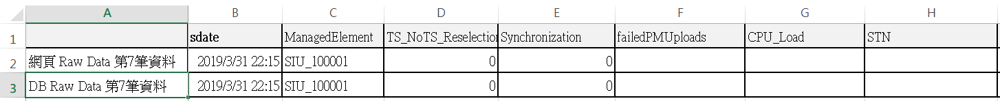 A B C D E F G H
1 sdate ManagedElement TS_NoTS_Reselection Synchronization failedPMUploads CPU_Load STN
2 網頁 Raw Data 第7筆資料 2019/3/31 22:15 SIU_100001 0 0
3 DB Raw Data 第7筆資料 2019/3/31 22:15 SIU_100001 0 0